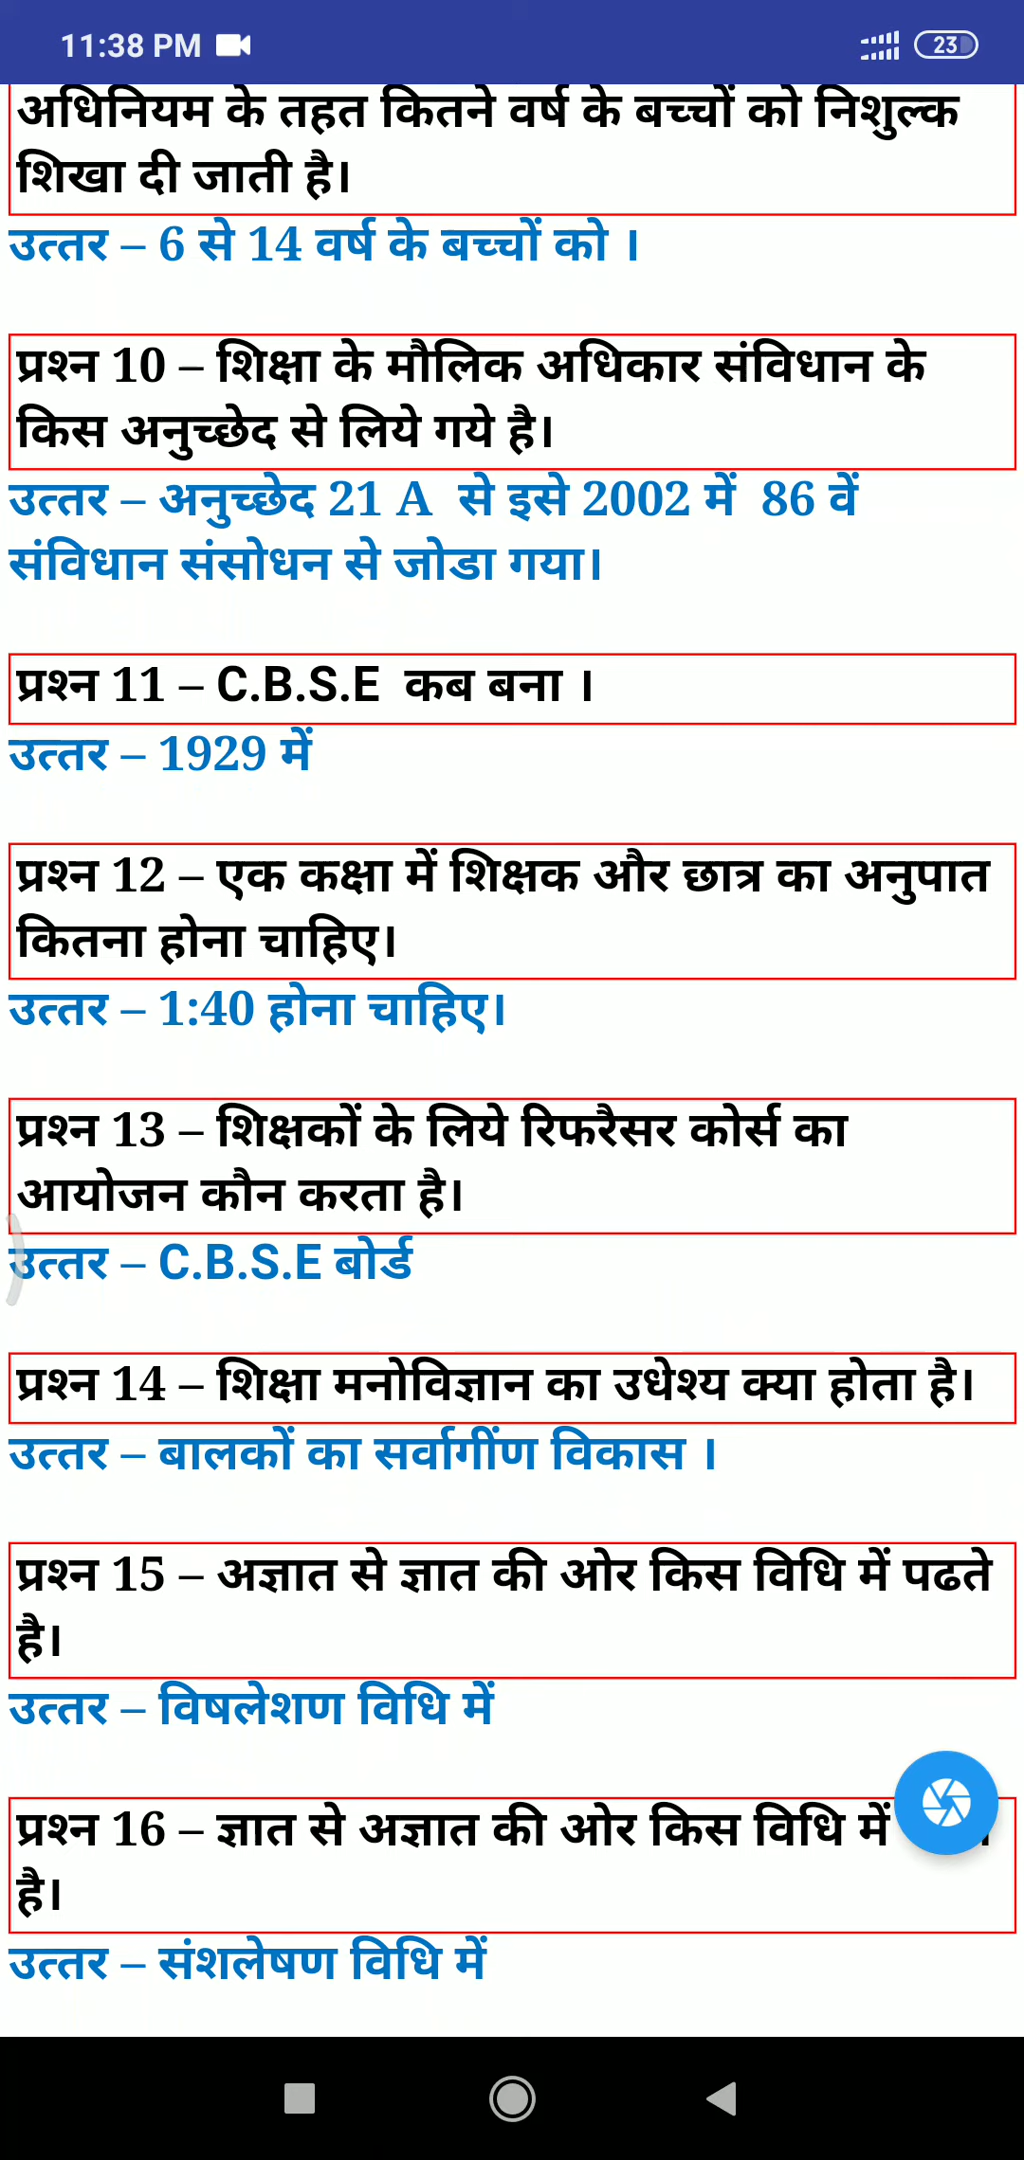 11:38 PM
23
अधिनियम के तहत कितने वर्ष के बच्चों को निशुल्क
शिखा दी जाती है।
उत्तर – 6 से 14 वर्ष के बच्चों को ।
प्रश्न 10 – शिक्षा के मौलिक अधिकार संविधान के
किस अनुच्छेद से लिये गये है।
उत्तर – अनुच्छेद 21 A से इसे 2002 में 86 वें
संविधान संसोधन से जोडा गया।
प्रश्न 11 – C.B.S.E कब बना ।
उत्तर – 1929 में
प्रश्न 12 – एक कक्षा में शिक्षक और छात्र का अनुपात
कितना होना चाहिए।
उत्तर – 1:40 होना चाहिए।
प्रश्न 13 – शिक्षकों के लिये रिफरैसर कोर्स का
आयोजन कौन करता है।
उत्तर – C.B.S.E बोर्ड
प्रश्न 14 – शिक्षा मनोविज्ञान का उधेश्य क्या होता है।
उत्तर – बालकों का सर्वागींण विकास ।
प्रश्न 15 – अज्ञात से ज्ञात की ओर किस विधि में पढते
है।
उत्तर – विषलेशण विधि में
प्रश्न 16 – ज्ञात से अज्ञात की ओर किस विधि में
है।
उत्तर – संशलेषण विधि में